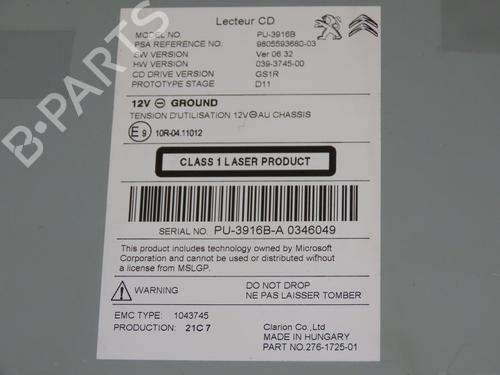 Lecteur CD
MODEL NO. PU-3916B
PSA REFERENCE NO. 9805593680-03
SW VERSION Ver 06.32
HW VERSION 039-3745-00
CD DRIVE VERSION GS1R
PROTOTYPE STAGE D11
12V ⊖ GROUND
TENSION D'UTILISATION 12V⊖AU CHASSIS
E9 10R-04.11012
CLASS 1 LASER PRODUCT
SERIAL NO. PU-3916B-A 0346049
This product includes technology owned by Microsoft
Corporation and cannot be used or distributed without
a license from MSLGP.
WARNING DO NOT DROP
NE PAS LAISSER TOMBER
EMC TYPE: 1043745
PRODUCTION: 21C 7
Clarion Co.,Ltd
MADE IN HUNGARY
PART NO.276-1725-01
B-PARTS